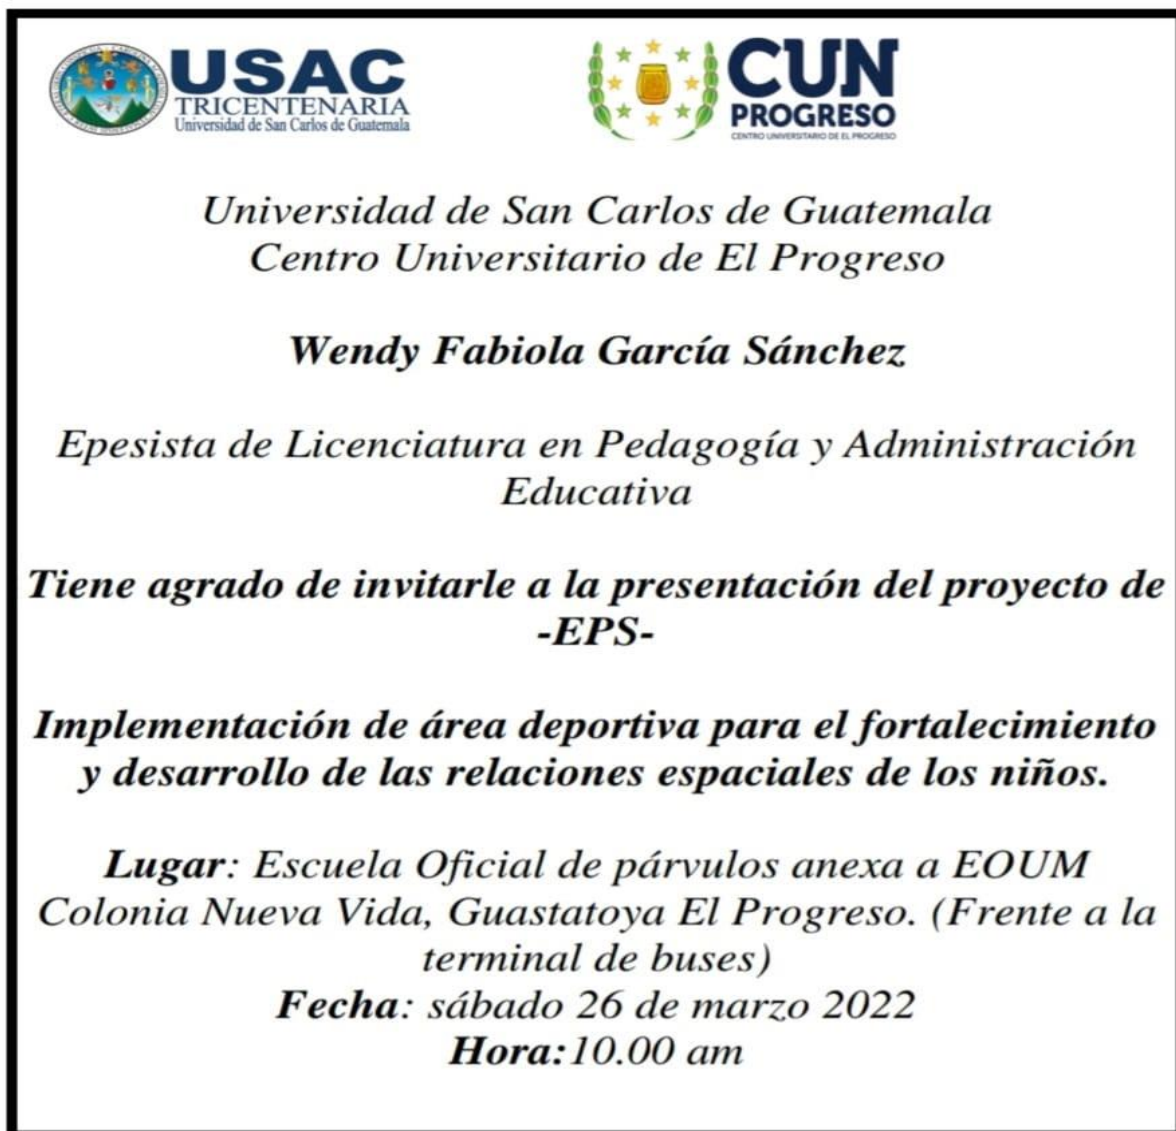 USAC
TRICENTENARIA
Universidad de San Carlos de Guatemala
CUN
PROGRESO
CENTRO UNIVERSITARIO DE EL PROGRESO
Universidad de San Carlos de Guatemala
Centro Universitario de El Progreso
Wendy Fabiola García Sánchez
Epesista de Licenciatura en Pedagogía y Administración
Educativa
Tiene agrado de invitarle a la presentación del proyecto de
-EPS-
Implementación de área deportiva para el fortalecimiento
y desarrollo de las relaciones espaciales de los niños.
Lugar: Escuela Oficial de párvulos anexa a EOUM
Colonia Nueva Vida, Guastatoya El Progreso. (Frente a la
terminal de buses)
Fecha: sábado 26 de marzo 2022
Hora:10.00 am